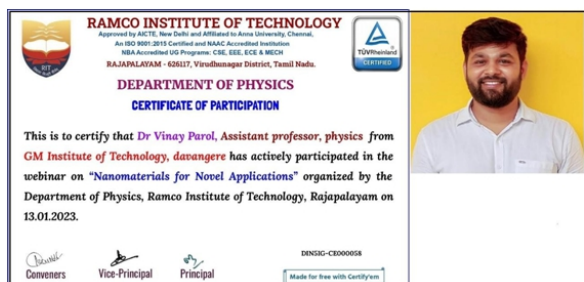 RAMCO INSTITUTE OF TECHNOLOGY
Approved by AICTE, New Delhi and Affiliated to Anna University, Chennai,
An ISO 9001:2015 Certified and NAAC Accredited Institution
NBA Accredited UG Programs: CSE, EEE, ECE & MECH
RAJAPALAYAM - 626117, Virudhunagar District, Tamil Nadu.
RIT
TÜVRheinland
CERTIFIED
DEPARTMENT OF PHYSICS
CERTIFICATE OF PARTICIPATION
This is to certify that Dr Vinay Parol, Assistant professor, physics from
GM Institute of Technology, davangere has actively participated in the
webinar on “Nanomaterials for Novel Applications” organized by the
Department of Physics, Ramco Institute of Technology, Rajapalayam on
13.01.2023.
DINSIG-CE000058
Conveners Vice-Principal Principal
Made for free with Certify'em